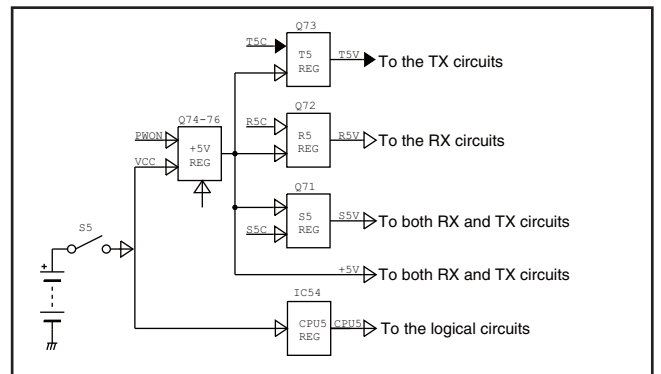 Q73
T5C
T5
REG
T5V
To the TX circuits
Q74-76
Q72
R5C
R5
REG
R5V
To the RX circuits
PWON
+5V
REG
VCC
Q71
S5
REG
S5V
To both RX and TX circuits
S5C
S5
+5V
To both RX and TX circuits
IC54
+
CPU5
REG
CPU5
To the logical circuits